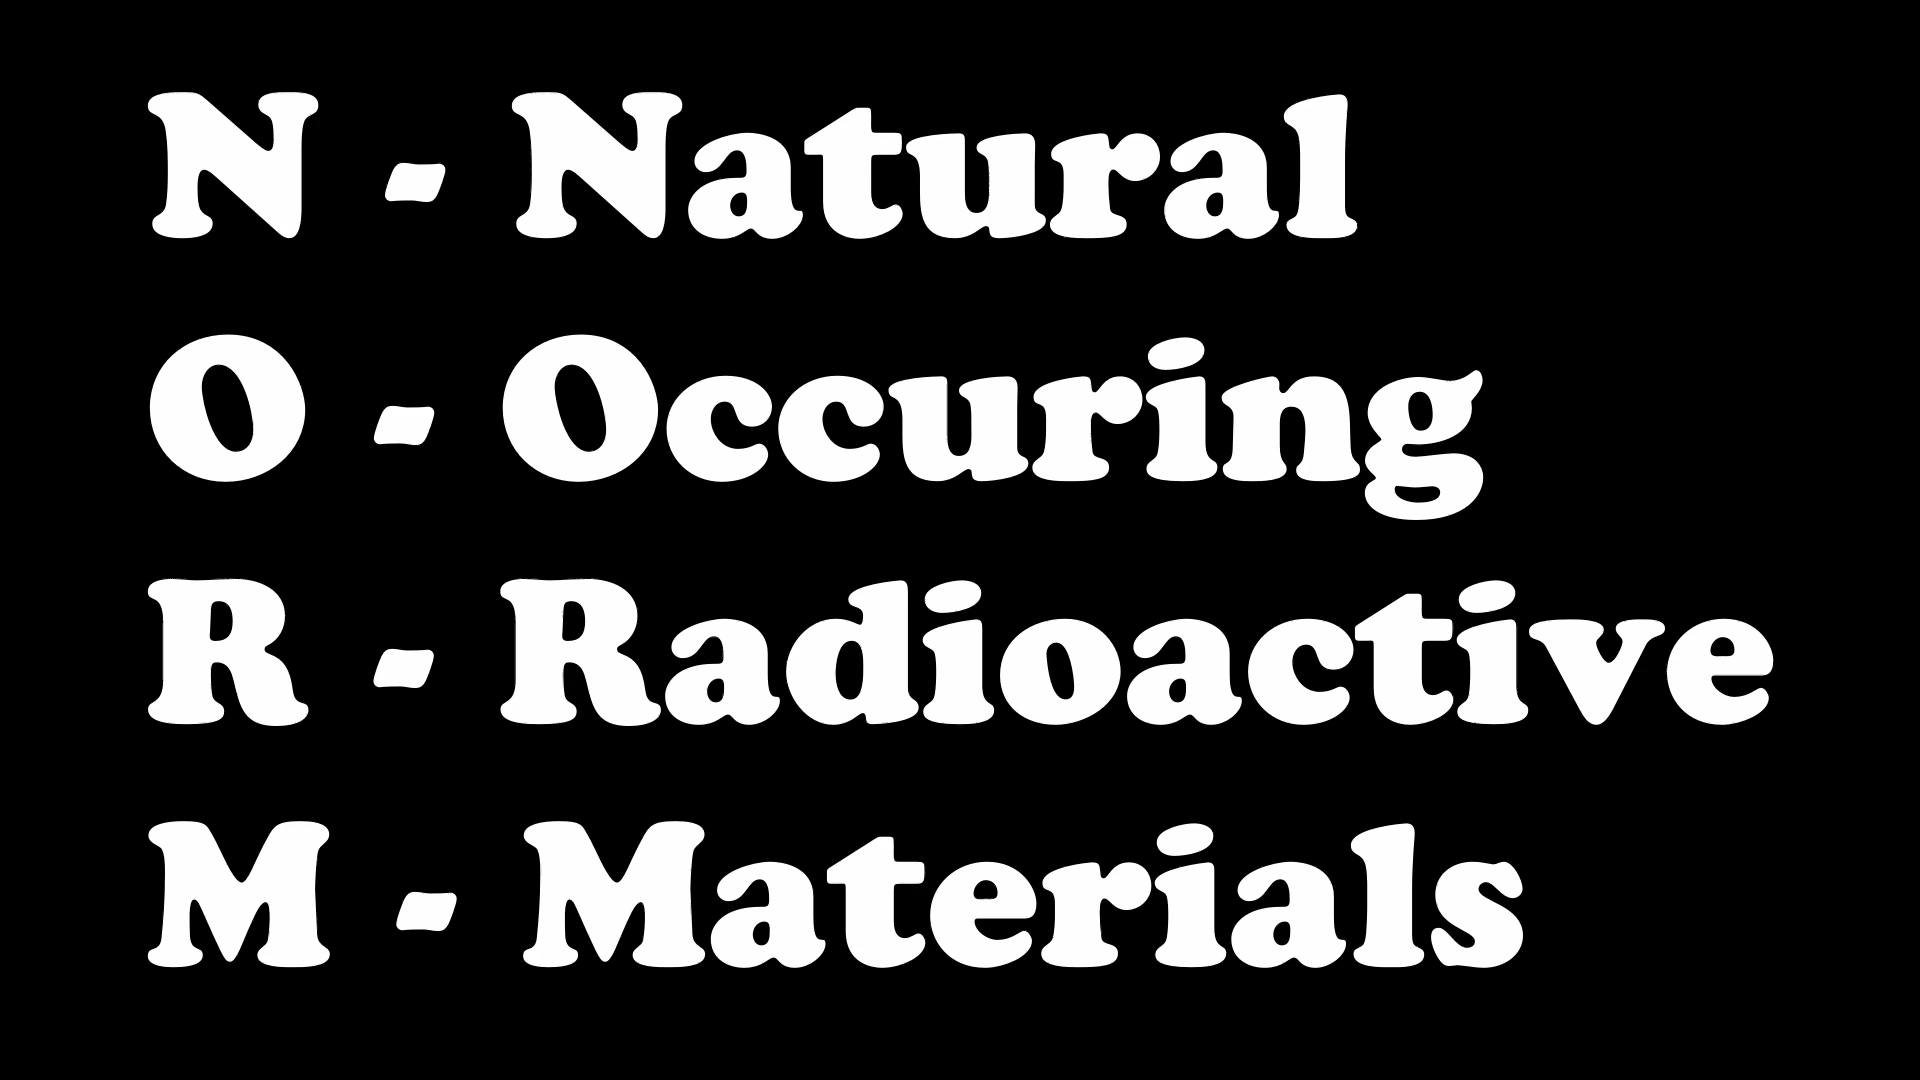 N - Natural
O - Occuring
R - Radioactive
M - Materials